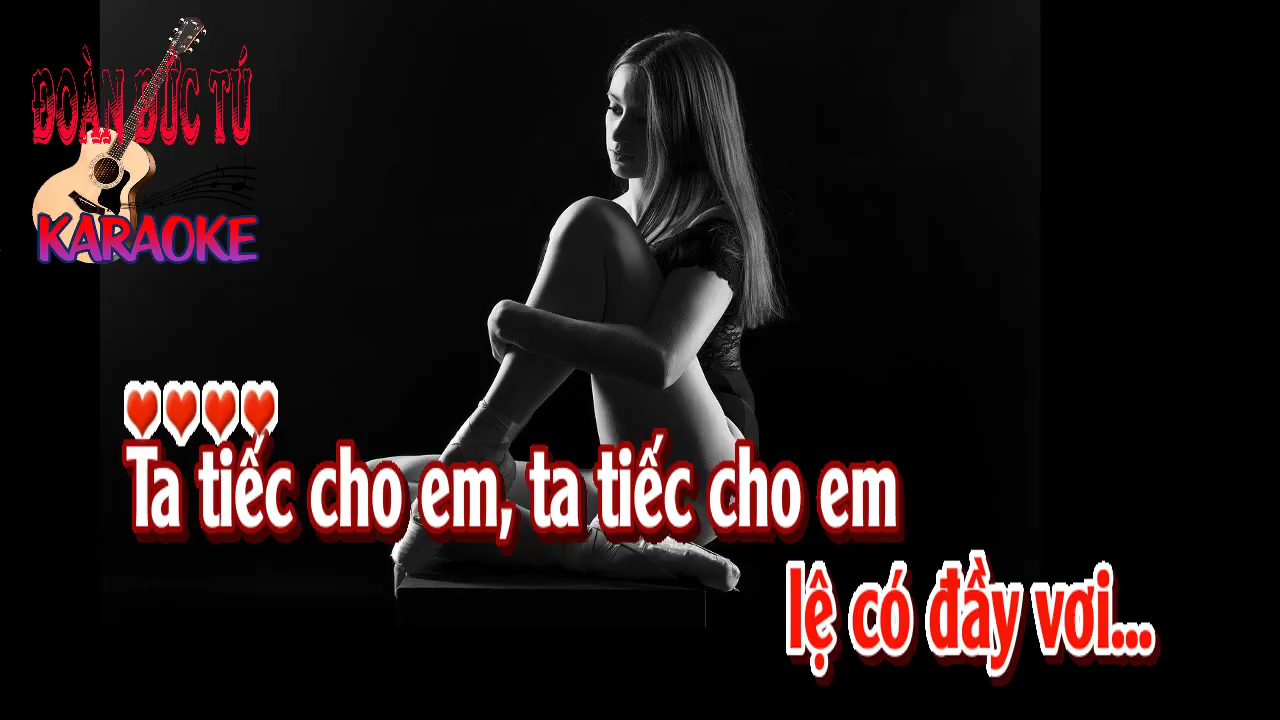 ĐOÀN ĐỨC TÚ
KARAOKE
Ta tiếc cho em, ta tiếc cho em
lệ có đầy vơi...